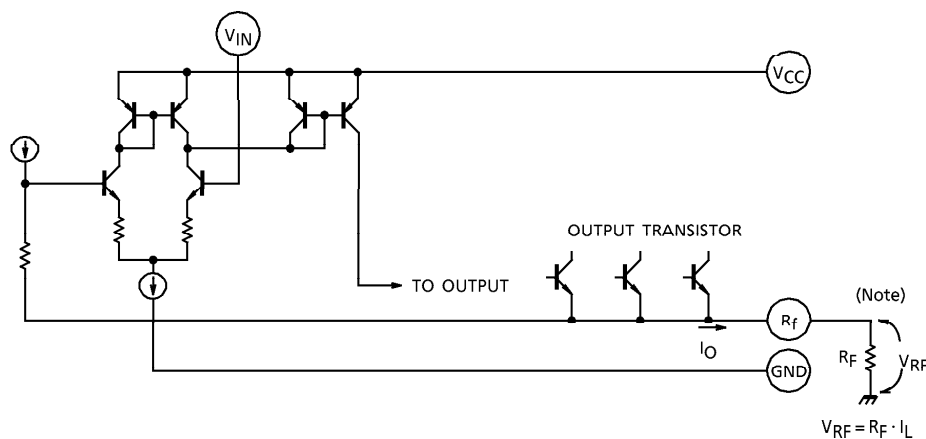 VIN
VCC
OUTPUT TRANSISTOR
TO OUTPUT
(Note)
Rf
IO
RF
VRF
GND
VRF = RF · IL